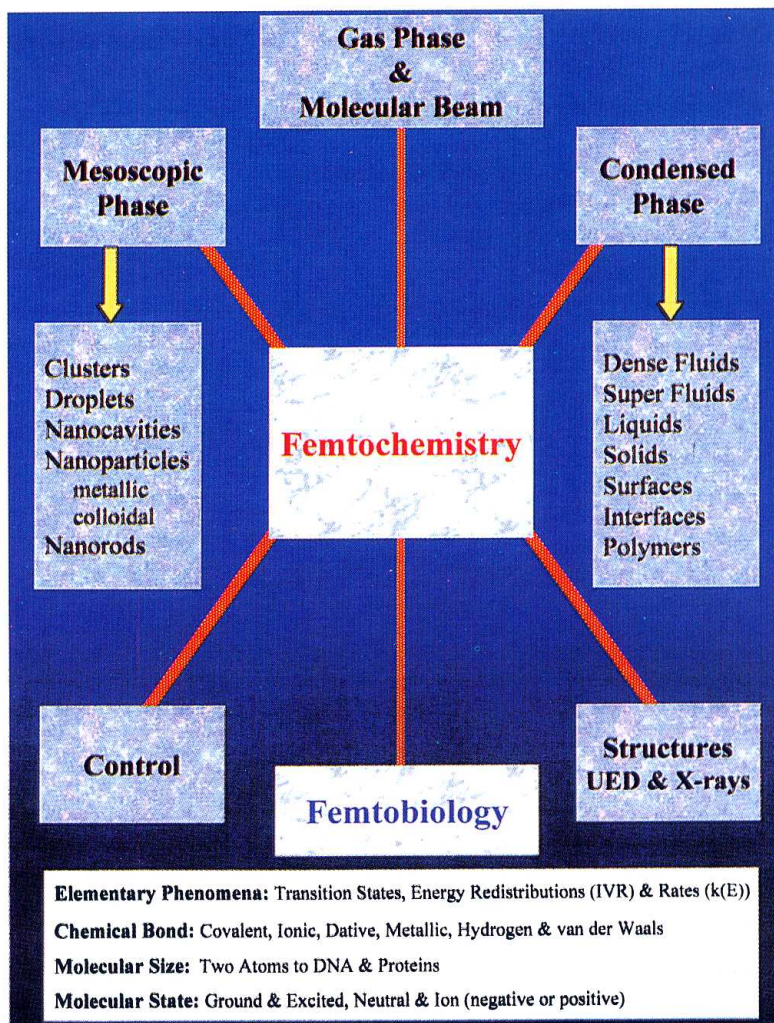 Gas Phase
&
Molecular Beam
Mesoscopic
Phase
Condensed
Phase
Clusters
Droplets
Nanocavities
Nanoparticles
metallic
colloidal
Nanorods
Femtochemistry
Dense Fluids
Super Fluids
Liquids
Solids
Surfaces
Interfaces
Polymers
Control
Femtobiology
Structures
UED & X-rays
Elementary Phenomena: Transition States, Energy Redistributions (IVR) & Rates (k(E))
Chemical Bond: Covalent, Ionic, Dative, Metallic, Hydrogen & van der Waals
Molecular Size: Two Atoms to DNA & Proteins
Molecular State: Ground & Excited, Neutral & Ion (negative or positive)